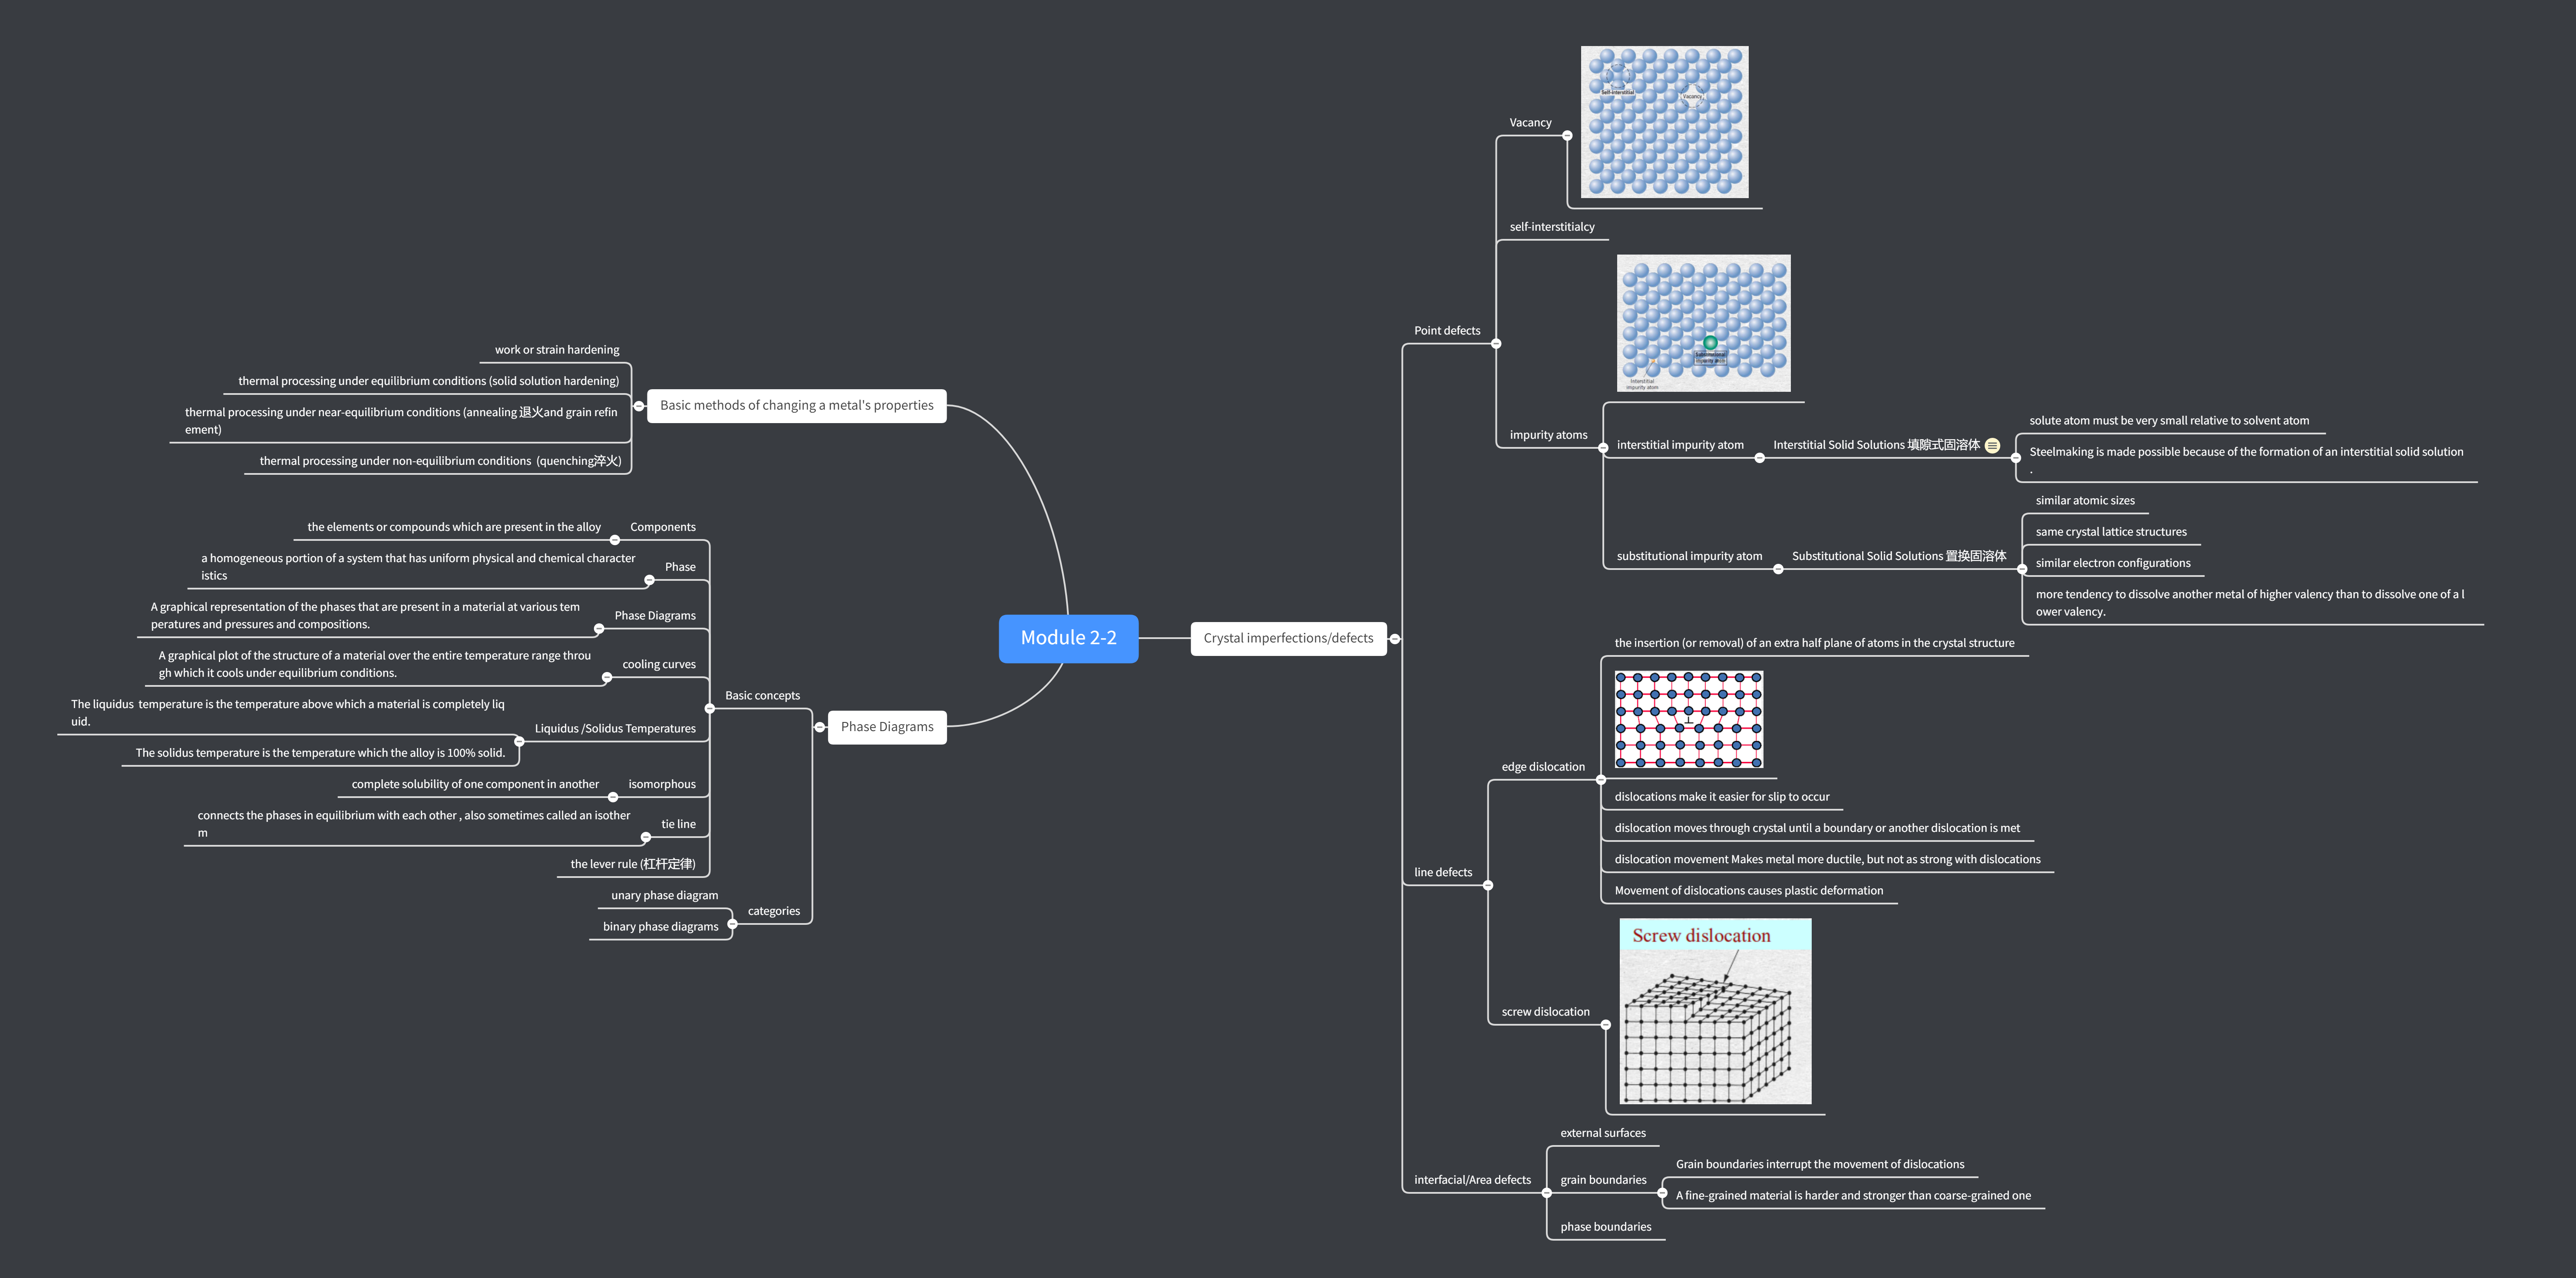 Module 2-2
Basic methods of changing a metal's properties
work or strain hardening
thermal processing under equilibrium conditions (solid solution hardening)
thermal processing under near-equilibrium conditions (annealing 退火and grain refin
ement)
thermal processing under non-equilibrium conditions (quenching淬火)
Phase Diagrams
Basic concepts
Components
the elements or compounds which are present in the alloy
Phase
a homogeneous portion of a system that has uniform physical and chemical character
istics
Phase Diagrams
A graphical representation of the phases that are present in a material at various tem
peratures and pressures and compositions.
cooling curves
A graphical plot of the structure of a material over the entire temperature range throu
gh which it cools under equilibrium conditions.
Liquidus /Solidus Temperatures
The liquidus  temperature is the temperature above which a material is completely liq
uid.
The solidus temperature is the temperature which the alloy is 100% solid.
isomorphous
complete solubility of one component in another
tie line
connects the phases in equilibrium with each other , also sometimes called an isother
m
the lever rule (杠杆定律)
categories
unary phase diagram
binary phase diagrams
Crystal imperfections/defects
Point defects
Vacancy
Self-interstitial
Vacancy
self-interstitialcy
impurity atoms
Substitutional
impurity atom
Interstitial
impurity atom
interstitial impurity atom
Interstitial Solid Solutions 填隙式固溶体
solute atom must be very small relative to solvent atom
Steelmaking is made possible because of the formation of an interstitial solid solution
.
substitutional impurity atom
Substitutional Solid Solutions 置换固溶体
similar atomic sizes
same crystal lattice structures
similar electron configurations
more tendency to dissolve another metal of higher valency than to dissolve one of a l
ower valency.
line defects
edge dislocation
the insertion (or removal) of an extra half plane of atoms in the crystal structure
dislocations make it easier for slip to occur
dislocation moves through crystal until a boundary or another dislocation is met
dislocation movement Makes metal more ductile, but not as strong with dislocations
Movement of dislocations causes plastic deformation
screw dislocation
Screw dislocation
interfacial/Area defects
external surfaces
grain boundaries
Grain boundaries interrupt the movement of dislocations
A fine-grained material is harder and stronger than coarse-grained one
phase boundaries